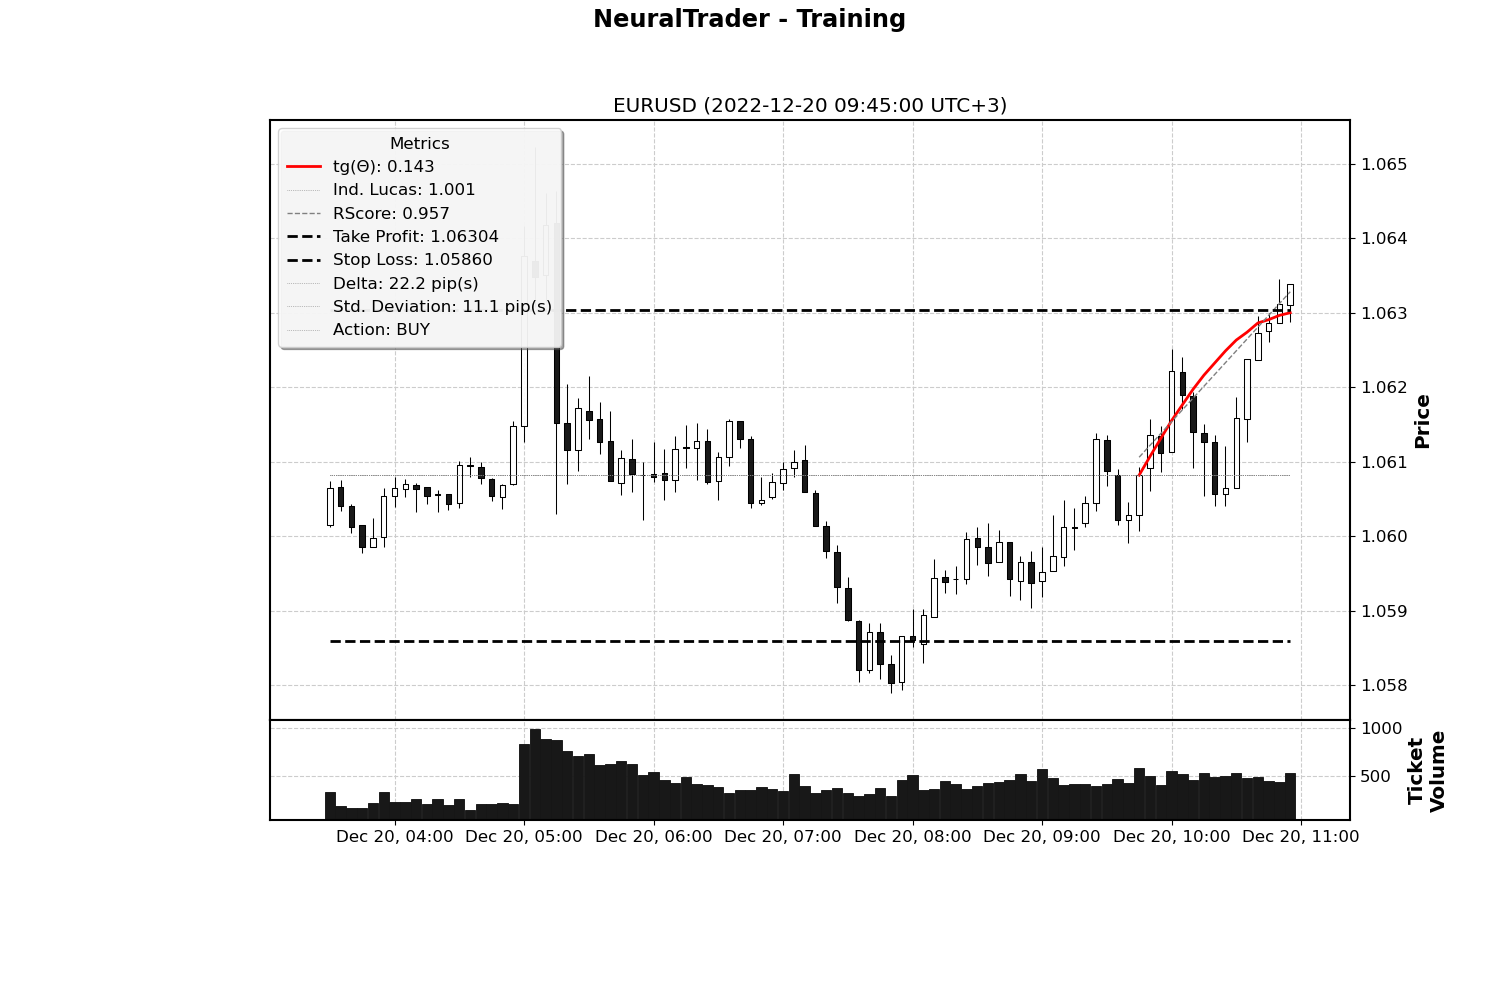 NeuralTrader - Training
EURUSD (2022-12-20 09:45:00 UTC+3)
Metrics
tg(Θ): 0.143
Ind. Lucas: 1.001
RScore: 0.957
Take Profit: 1.06304
Stop Loss: 1.05860
Delta: 22.2 pip(s)
Std. Deviation: 11.1 pip(s)
Action: BUY
1.065
1.064
1.063
1.062
1.061
1.060
1.059
1.058
Price
1000
500
Ticket
Volume
Dec 20, 04:00 Dec 20, 05:00 Dec 20, 06:00 Dec 20, 07:00 Dec 20, 08:00 Dec 20, 09:00 Dec 20, 10:00 Dec 20, 11:00